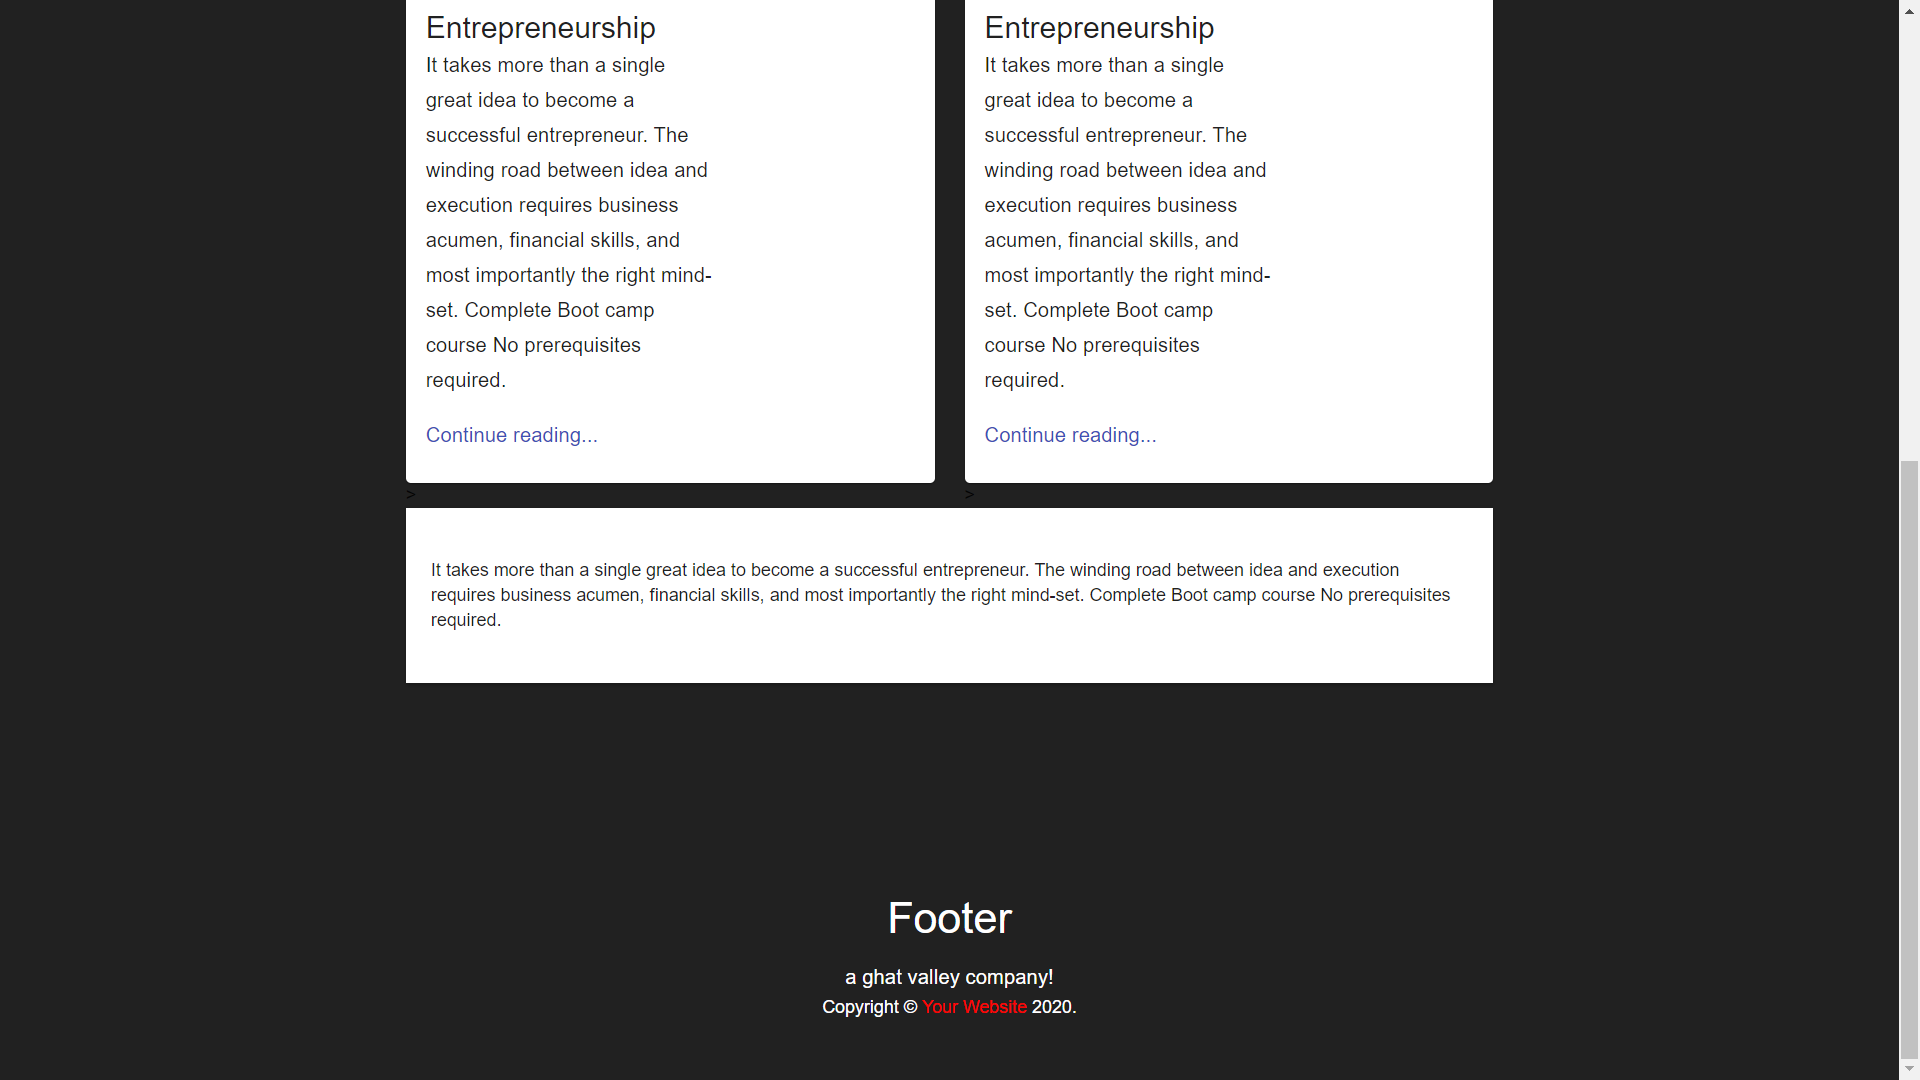 Entrepreneurship
It takes more than a single
great idea to become a
successful entrepreneur. The
winding road between idea and
execution requires business
acumen, financial skills, and
most importantly the right mind-
set. Complete Boot camp
course No prerequisites
required.
Continue reading...
>
Entrepreneurship
It takes more than a single
great idea to become a
successful entrepreneur. The
winding road between idea and
execution requires business
acumen, financial skills, and
most importantly the right mind-
set. Complete Boot camp
course No prerequisites
required.
Continue reading...
>
It takes more than a single great idea to become a successful entrepreneur. The winding road between idea and execution
requires business acumen, financial skills, and most importantly the right mind-set. Complete Boot camp course No prerequisites
required.
Footer
a ghat valley company!
Copyright © Your Website 2020.